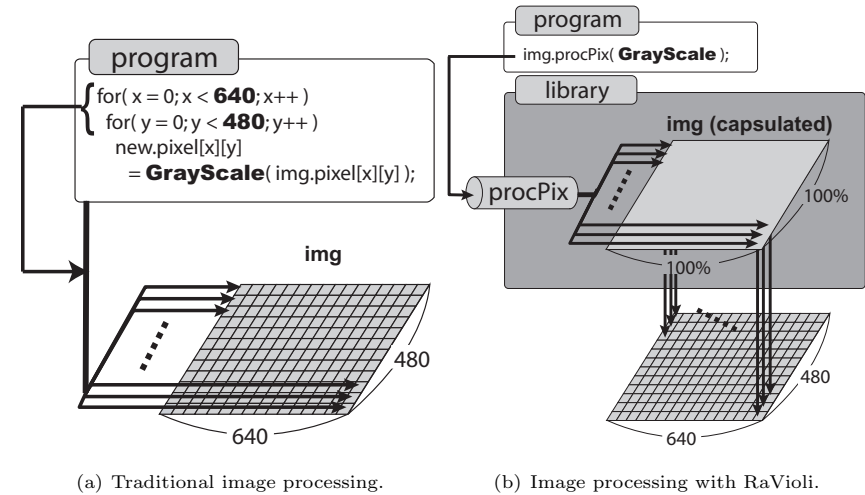 program
for( x = 0; x < 640; x++ )
for( y = 0; y < 480; y++ )
new.pixel[x][y]
= GrayScale( img.pixel[x][y] );
img
480
640
(a) Traditional image processing.
program
img.procPix( GrayScale );
library
img (capsulated)
procPix
100%
100%
480
640
(b) Image processing with RaVioli.